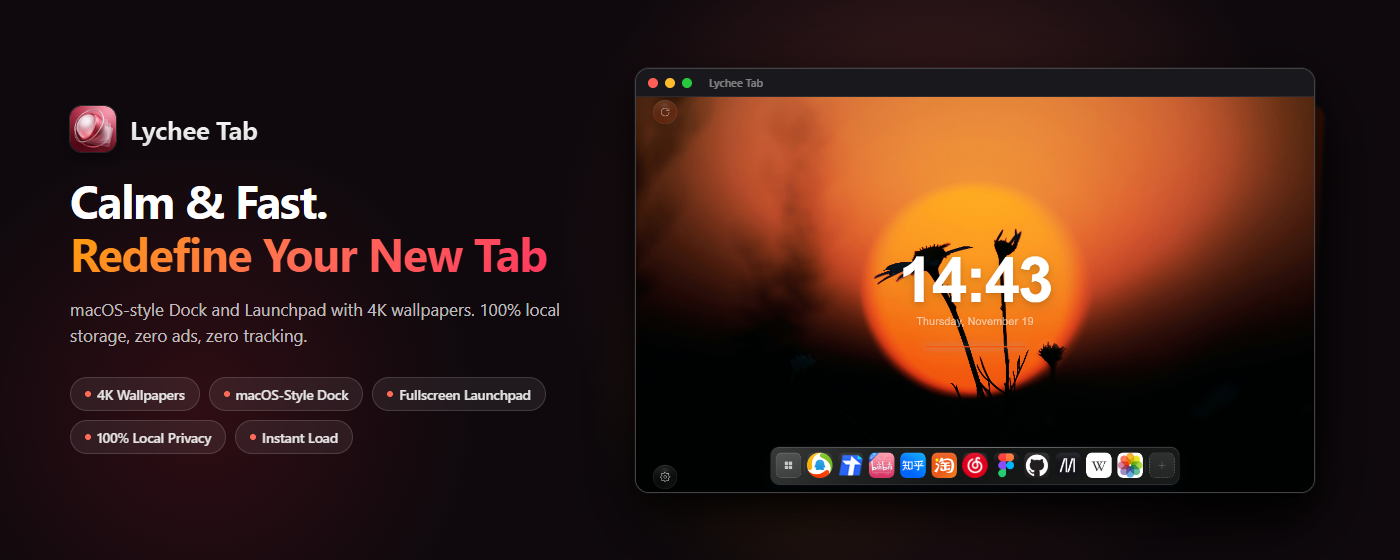 Lychee Tab
Calm & Fast.
Redefine Your New Tab
macOS-style Dock and Launchpad with 4K wallpapers. 100% local
storage, zero ads, zero tracking.
4K Wallpapers
macOS-Style Dock
Fullscreen Launchpad
100% Local Privacy
Instant Load
Lychee Tab
14:43
Thursday, November 19
知乎
淘
W